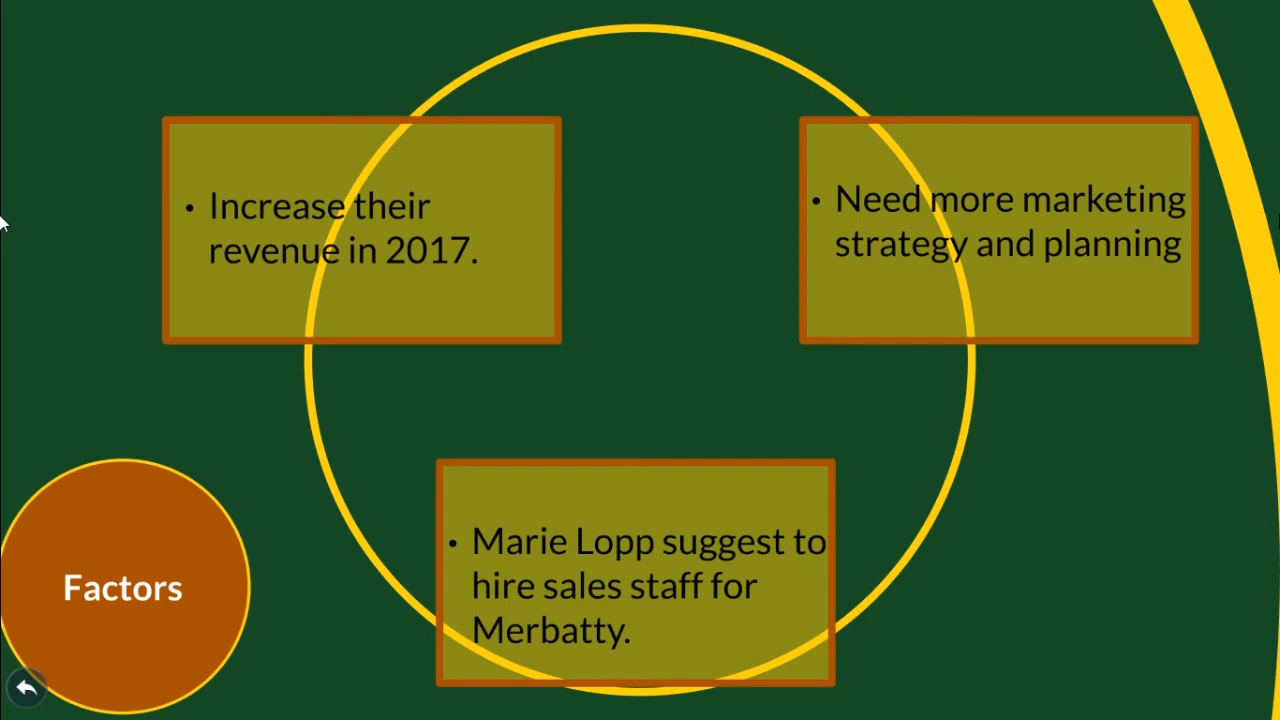 • Increase their
revenue in 2017.
• Need more marketing
strategy and planning
• Marie Lopp suggest to
hire sales staff for
Merbatty.
Factors